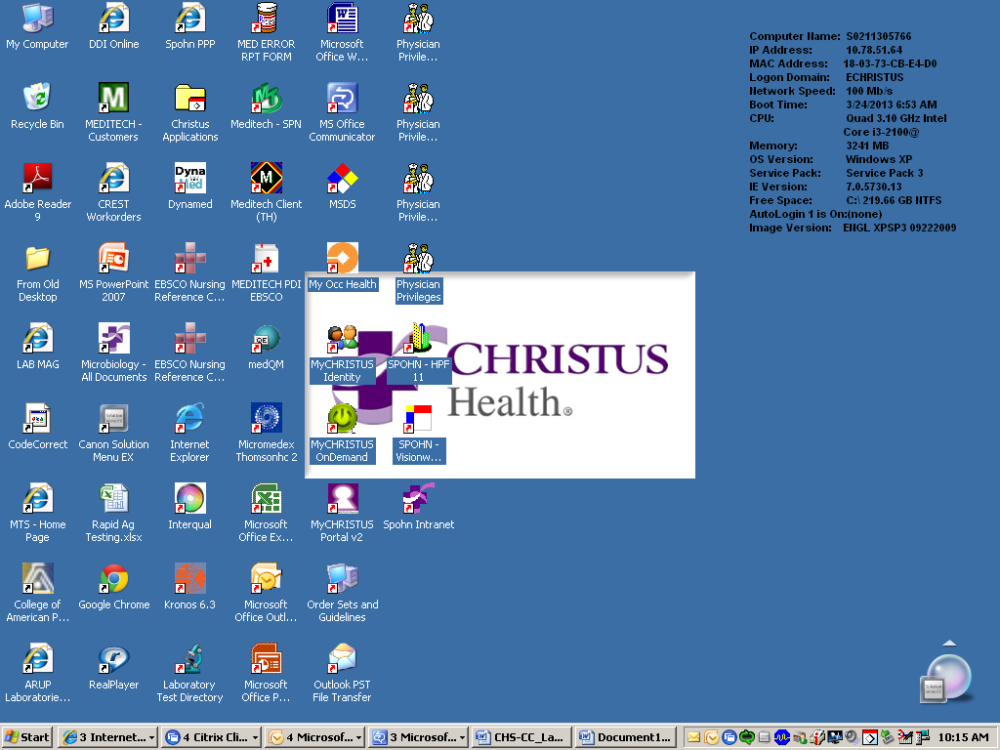 My Computer
DDI Online
Spohn PPP
MED ERROR
RPT FORM
Microsoft
Office W...
Physician
Privile...
Recycle Bin
MEDITECH -
Customers
Christus
Applications
Meditech - SPN
MS Office
Communicator
Physician
Privile...
Adobe Reader
9
CREST
Workorders
Dyna
Med
Dynamed
Meditech Client
(TH)
MSDS
Physician
Privile...
From Old
Desktop
MS PowerPoint
2007
EBSCO Nursing
Reference C...
MEDITECH PDI
EBSCO
My Occ Health
Physician
Privileges
LAB MAG
Microbiology -
All Documents
EBSCO Nursing
Reference C...
QE
medQM
MyCHRISTUS
Identity
SPOHN - HPF
11
CodeCorrect
Canon Solution
Menu EX
Internet
Explorer
Micromedex
Thomsonhc 2
MyCHRISTUS
OnDemand
SPOHN -
Visionw...
MTS - Home
Page
Rapid Ag
Testing.xlsx
Interqual
Microsoft
Office Ex...
MyCHRISTUS
Portal v2
Spohn Intranet
College of
American P...
Google Chrome
Kronos 6.3
Microsoft
Office Outl...
Order Sets and
Guidelines
ARUP
Laboratorie...
RealPlayer
Laboratory
Test Directory
Microsoft
Office P...
Outlook PST
File Transfer
CHRISTUS
Health®
Computer Name: S0211305766
IP Address: 10.78.51.64
MAC Address: 18-03-73-CB-E4-D0
Logon Domain: ECHRISTUS
Network Speed: 100 Mb/s
Boot Time: 3/24/2013 6:53 AM
CPU: Quad 3.10 GHz Intel
Core i3-2100@
Memory: 3241 MB
OS Version: Windows XP
Service Pack: Service Pack 3
IE Version: 7.0.5730.13
Free Space: C:\ 219.66 GB NTFS
AutoLogin 1 is On:(none)
Image Version: ENGL XPSP3 09222009
Solution
Menu EX
Start
3 Internet...
4 Citrix Cli...
4 Microsof...
3 Microsof...
CHS-CC_La...
Document1...
10:15 AM